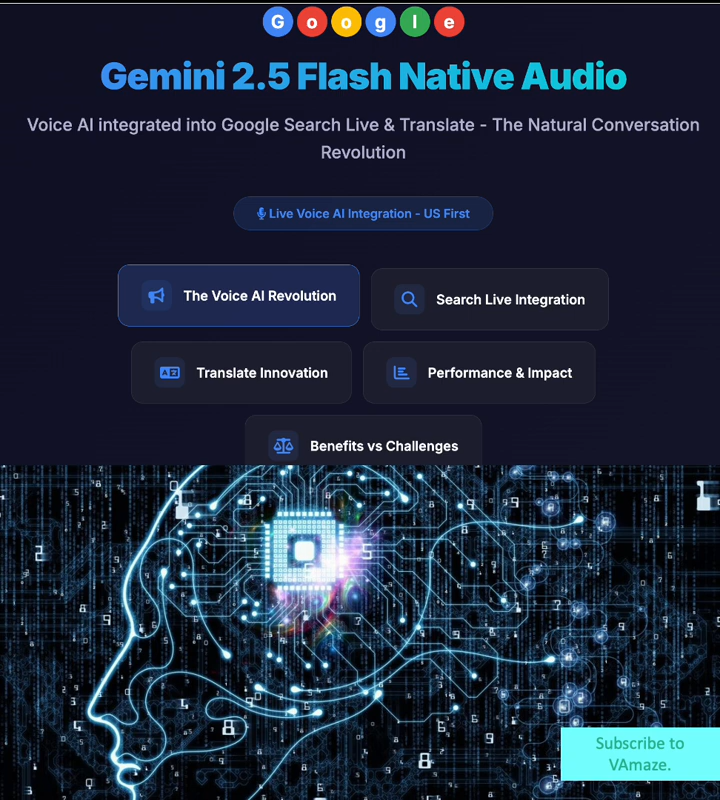 Google
Gemini 2.5 Flash Native Audio
Voice AI integrated into Google Search Live & Translate - The Natural Conversation
Revolution
Live Voice AI Integration - US First
The Voice AI Revolution
Search Live Integration
Translate Innovation
Performance & Impact
Benefits vs Challenges
Subscribe to
VAmaze.